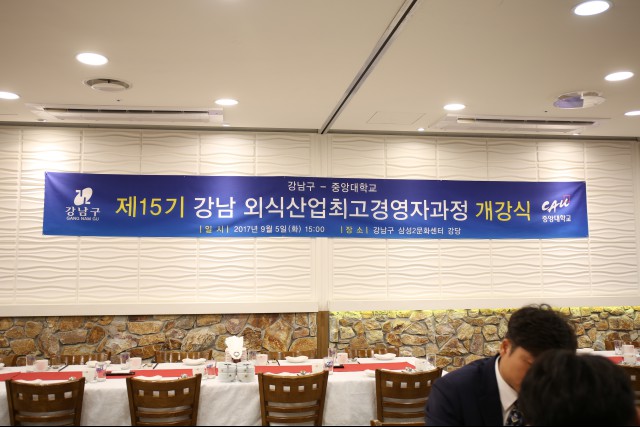 강남구 - 중앙대학교
강남구
GANG NAM GU
제15기 강남 외식산업최고경영자과정 개강식
CAU
중앙대학교
| 일 시 | 2017년 9월 5일(화) 15:00 | 장 소 | 강남구 삼성2문화센터 강당